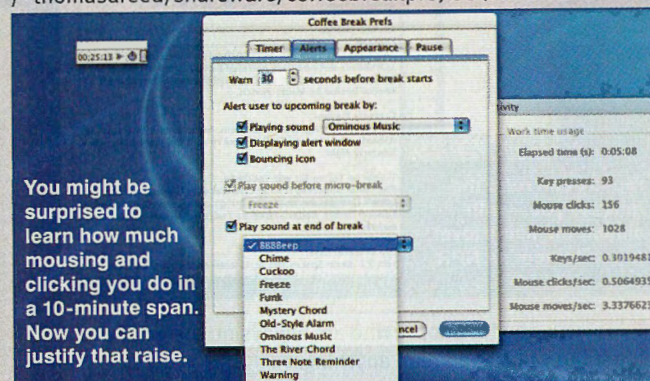 Coffee Break Prefs
Timer Alerts Appearance Pause
00:25:13
Warn 30 seconds before break starts
Alert user to upcoming break by:
Playing sound Ominous Music
Displaying alert window
Bouncing icon
Play sound before micro-break
Freeze
Play sound at end of break
BBBeep
Chime
Cuckoo
Freeze
Funk
Mystery Chord
Old-Style Alarm
Ominous Music
The River Chord
Three Note Reminder
Warning
ncel
You might be
surprised to
learn how much
mousing and
clicking you do in
a 10-minute span.
Now you can
justify that raise.
Work time usage
Elapsed time (s): 0:05:08
Key presses: 93
Mouse clicks: 156
Mouse moves: 1028
Keys/sec: 0.3019481
Mouse clicks/sec: 0.5064935
Mouse moves/sec: 3.3376623